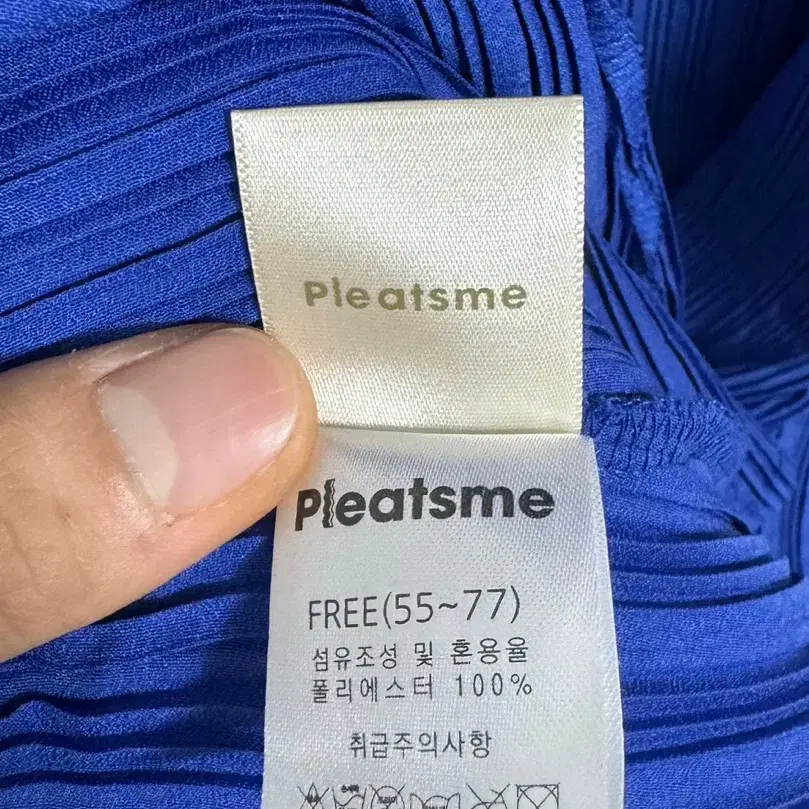 Pleatsme
Pleatsme
FREE(55~77)
섬유조성 및 혼용율
폴리에스터 100%
취급주의사항